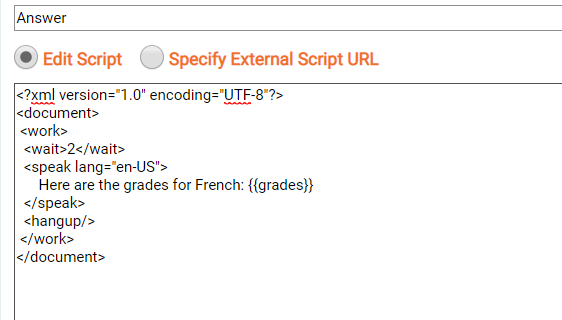 Answer
Edit Script Specify External Script URL
<?xml version="1.0" encoding="UTF-8"?>
<document>
<work>
<wait>2</wait>
<speak lang="en-US">
Here are the grades for French: {{grades}}
</speak>
<hangup/>
</work>
</document>